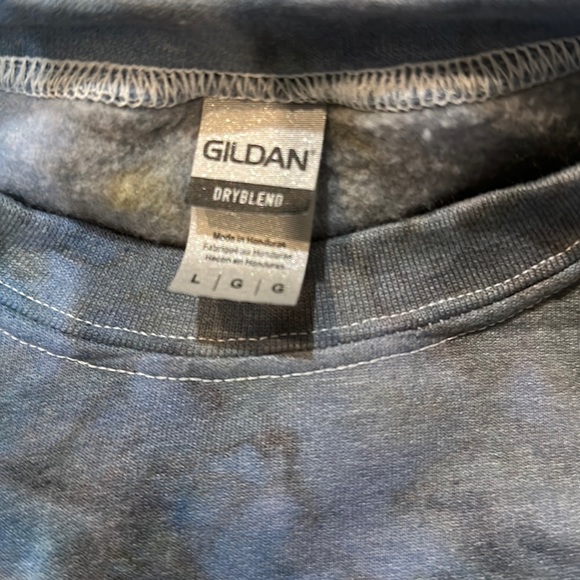 GILDAN
DRYBLEND
Made in Honduras
Fabriqué au Honduras
Hecho en Honduras
L / G / G